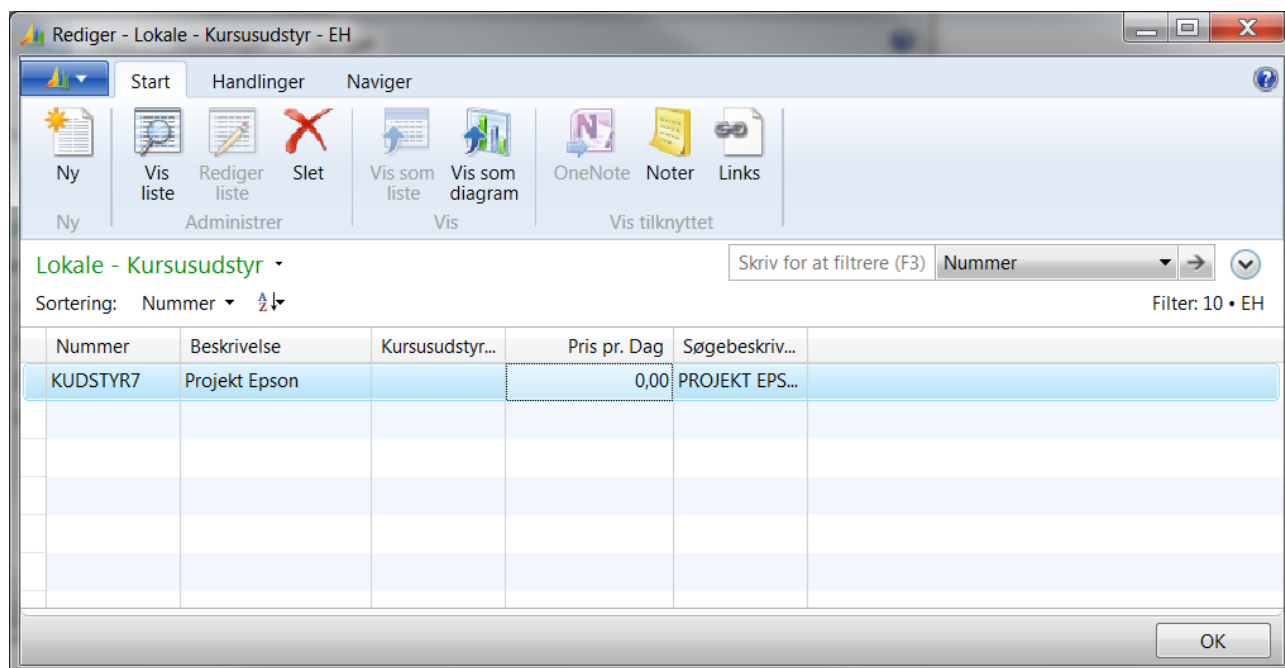 Rediger - Lokale - Kursusudstyr - EH
Start Handlinger Naviger
Ny Vis liste Rediger liste Slet Vis som liste Vis som diagram OneNote Noter Links
Ny Administrer Vis Vis tilknyttet
Lokale - Kursusudstyr Skriv for at filtrere (F3) Nummer
Sortering: Nummer Filter: 10 • EH
Nummer Beskrivelse Kursusudstyr... Pris pr. Dag Søgebeskriv...
KUDSTYR7 Projekt Epson 0,00 PROJEKT EPS...
OK